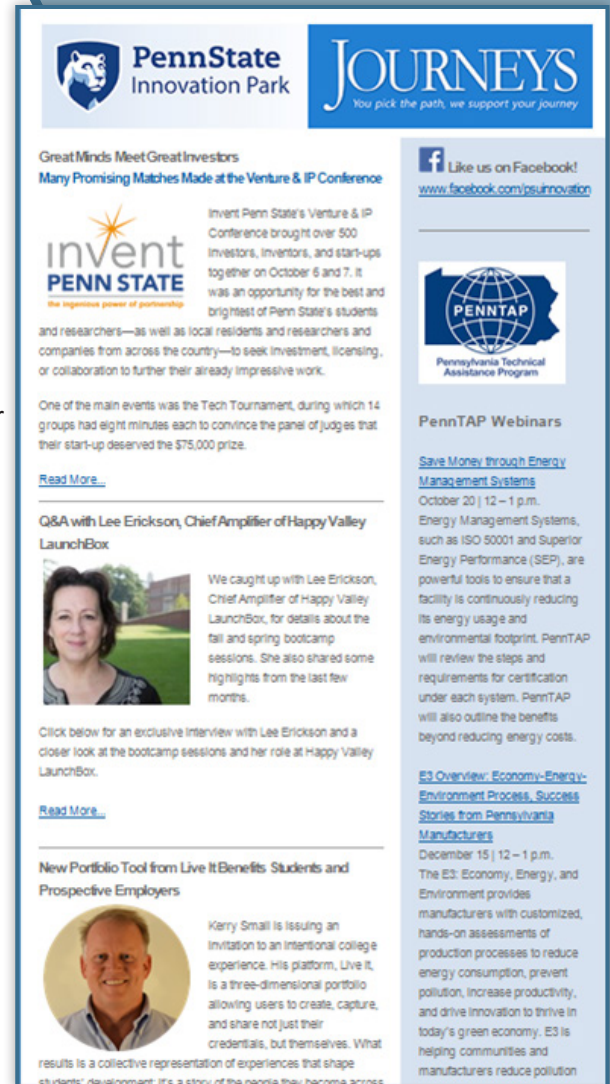 PennState
Innovation Park
JOURNEYS
You pick the path, we support your journey
Great Minds Meet Great Investors
Many Promising Matches Made at the Venture & IP Conference
invent
PENN STATE
the ingenious power of partnership
Invent Penn State's Venture & IP
Conference brought over 500
investors, inventors, and start-ups
together on October 6 and 7. It
was an opportunity for the best and
brightest of Penn State's students
and researchers—as well as local residents and researchers and
companies from across the country—to seek investment, licensing,
or collaboration to further their already impressive work.
One of the main events was the Tech Tournament, during which 14
groups had eight minutes each to convince the panel of judges that
their start-up deserved the $75,000 prize.
Read More...
Q&A with Lee Erickson, Chief Amplifier of Happy Valley
LaunchBox
We caught up with Lee Erickson,
Chief Amplifier of Happy Valley
LaunchBox, for details about the
fall and spring bootcamp
sessions. She also shared some
highlights from the last few
months.
Click below for an exclusive interview with Lee Erickson and a
closer look at the bootcamp sessions and her role at Happy Valley
LaunchBox.
Read More...
New Portfolio Tool from Live It Benefits Students and
Prospective Employers
Kerry Small is issuing an
invitation to an intentional college
experience. His platform, Live It,
is a three-dimensional portfolio
allowing users to create, capture,
and share not just their
credentials, but themselves. What
results is a collective representation of experiences that shape
students' development; it's a story of the people they become across
Like us on Facebook!
www.facebook.com/psuinnovation
PENNTAP
Pennsylvania Technical
Assistance Program
PennTAP Webinars
Save Money through Energy
Management Systems
October 20 | 12 – 1 p.m.
Energy Management Systems,
such as ISO 50001 and Superior
Energy Performance (SEP), are
powerful tools to ensure that a
facility is continuously reducing
its energy usage and
environmental footprint. PennTAP
will review the steps and
requirements for certification
under each system. PennTAP
will also outline the benefits
beyond reducing energy costs.
E3 Overview: Economy-Energy-
Environment Process, Success
Stories from Pennsylvania
Manufacturers
December 15 | 12 – 1 p.m.
The E3: Economy, Energy, and
Environment provides
manufacturers with customized,
hands-on assessments of
production processes to reduce
energy consumption, prevent
pollution, increase productivity,
and drive innovation to thrive in
today's green economy. E3 is
helping communities and
manufacturers reduce pollution